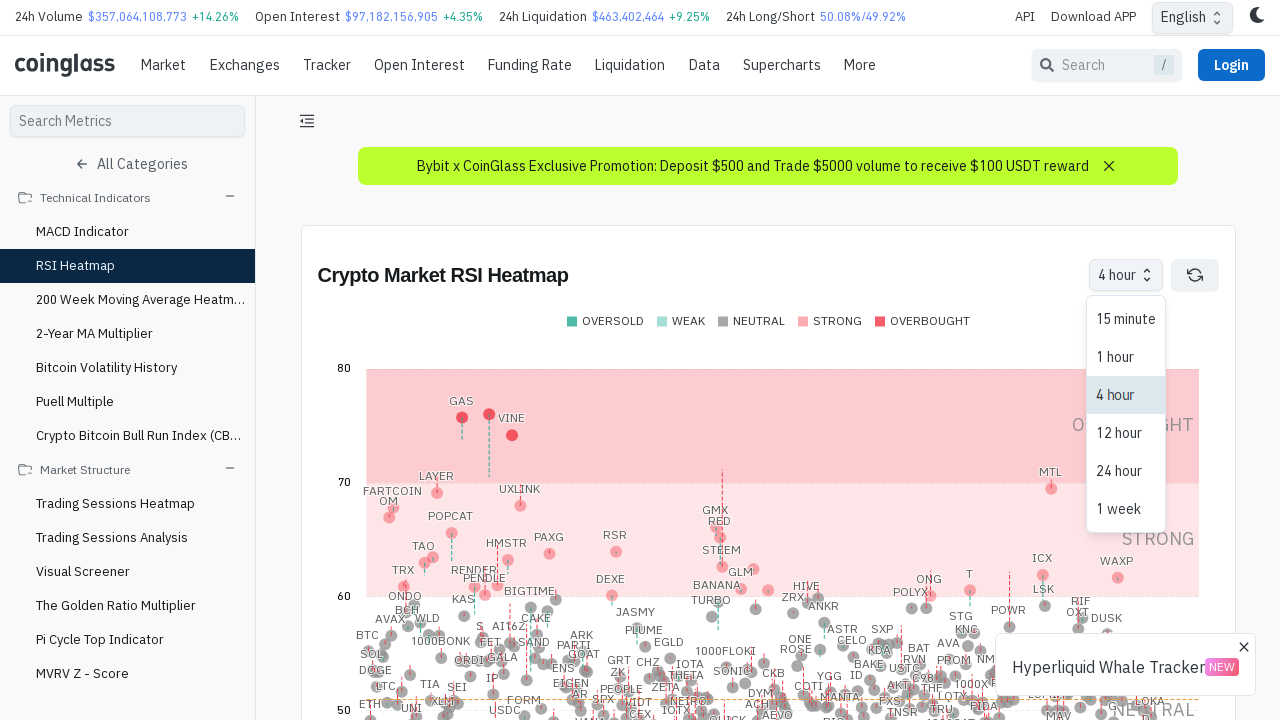 24h Volume $357,064,108,773 +14.26% Open Interest $97,182,156,905 +4.35% 24h Liquidation $463,402,464 +9.25% 24h Long/Short 50.08%/49.92% API Download APP English
coinglass Market Exchanges Tracker Open Interest Funding Rate Liquidation Data Supercharts More Search / Login
Search Metrics
All Categories
Technical Indicators
MACD Indicator
RSI Heatmap
200 Week Moving Average Heatm...
2-Year MA Multiplier
Bitcoin Volatility History
Puell Multiple
Crypto Bitcoin Bull Run Index (CB...
Market Structure
Trading Sessions Heatmap
Trading Sessions Analysis
Visual Screener
The Golden Ratio Multiplier
Pi Cycle Top Indicator
MVRV Z - Score
Bybit x CoinGlass Exclusive Promotion: Deposit $500 and Trade $5000 volume to receive $100 USDT reward
Crypto Market RSI Heatmap
4 hour
15 minute
1 hour
4 hour
12 hour
24 hour
1 week
OVERSOLD WEAK NEUTRAL STRONG OVERBOUGHT
80
GAS
VINE
70
LAYER
MTL
FARTCOIN
UXLINK
OM
GMX
POPCAT
RED
STRONG
RSR
PAXG
HMSTR
TAO
STEEM
ICX
WAXP
TRX
RENDER
GLM
PENDLE
DEXE
ONG
T
BANANA
HIVE
BIGTIME
POLYX
LSK
60
ONDO
KAS
TURBO
ZRX
RIF
BCH
JASMY
ANKR
POWR
OXT
AVAX
WLD
CAKE
STG
DUSK
S
AI16Z
PLUME
ASTR
SXP
KNC
BTC
1000BONK
FET
SAND
ARK
EGLD
ONE
CELO
AVA
SOL
PARTI
GOAT
1000FLOKI
ROSE
KDA
BAT
ORDI
GALA
GRT
CHZ
IOTA
BAKE
RVN
PROM
DOGE
ENS
ZK
THETA
SONIC
CKB
YGG
ID
USTC
IP
LTC
TIA
SEI
EIGEN
PEOPLE
ZETA
COTI
AKT
THE
AR
DYM
MANTA
ETH
XLM
FORM
SPX
NEIRO
FXS
UNI
USDC
IOTX
AEVO
TNSR
TRU
LOKA
CFX
QUICK
MAV
50
NEUTRAL
Hyperliquid Whale Tracker NEW